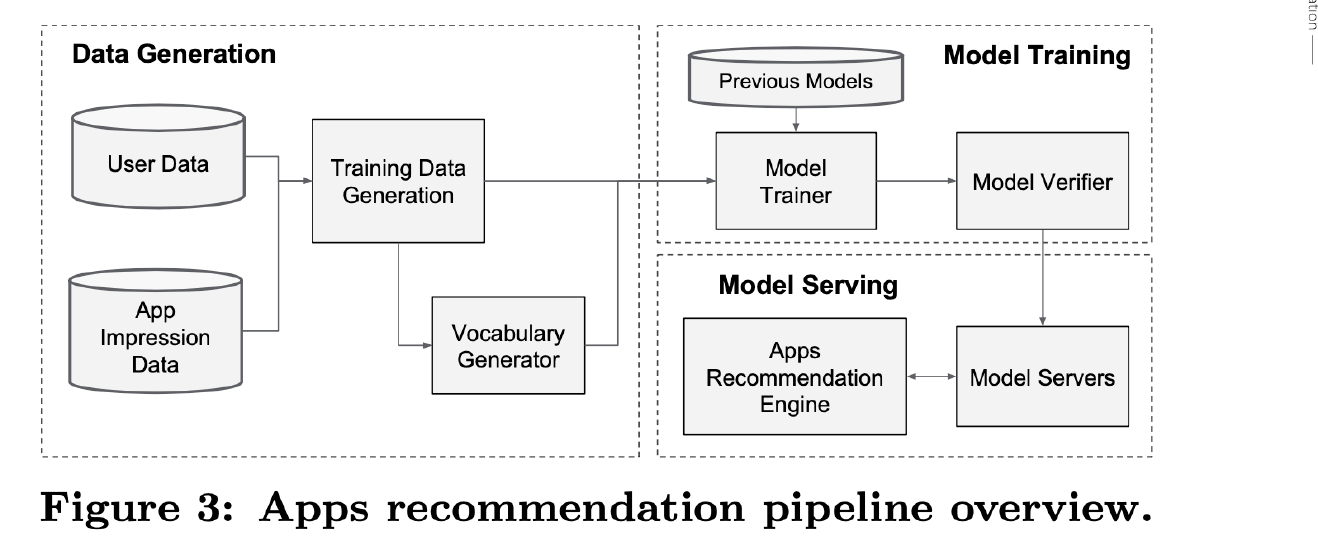 Data Generation
User Data
App
Impression
Data
Training Data
Generation
Vocabulary
Generator
Model Training
Previous Models
Model
Trainer
Model Verifier
Model Serving
Apps
Recommendation
Engine
Model Servers
Figure 3: Apps recommendation pipeline overview.